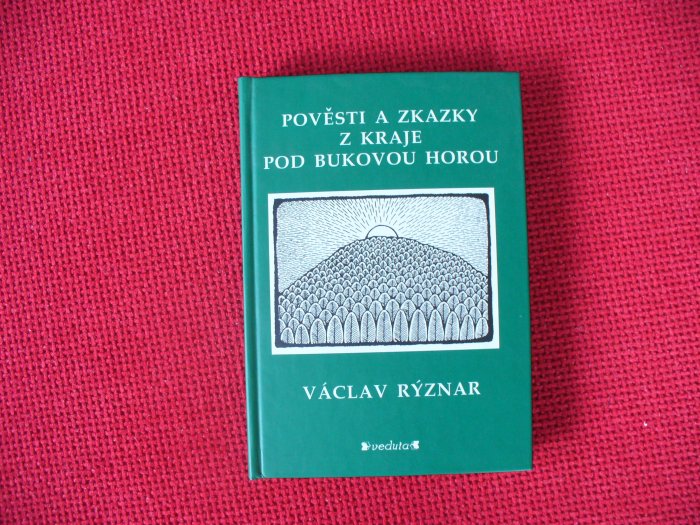 POVĚSTI A ZKAZKY
Z KRAJE
POD BUKOVOU HOROU
VÁCLAV RÝZNAR
veduta